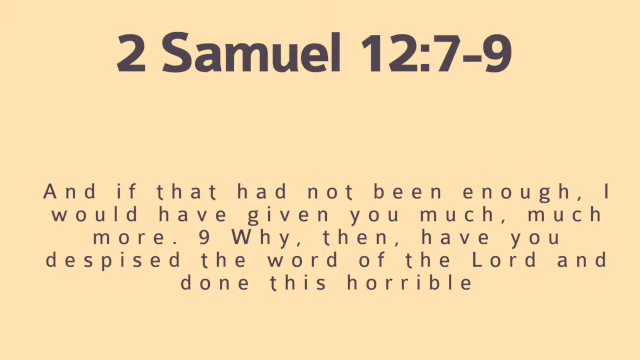 2 Samuel 12:7-9
And if that had not been enough, I
would have given you much, much
more. 9 Why, then, have you
despised the word of the Lord and
done this horrible